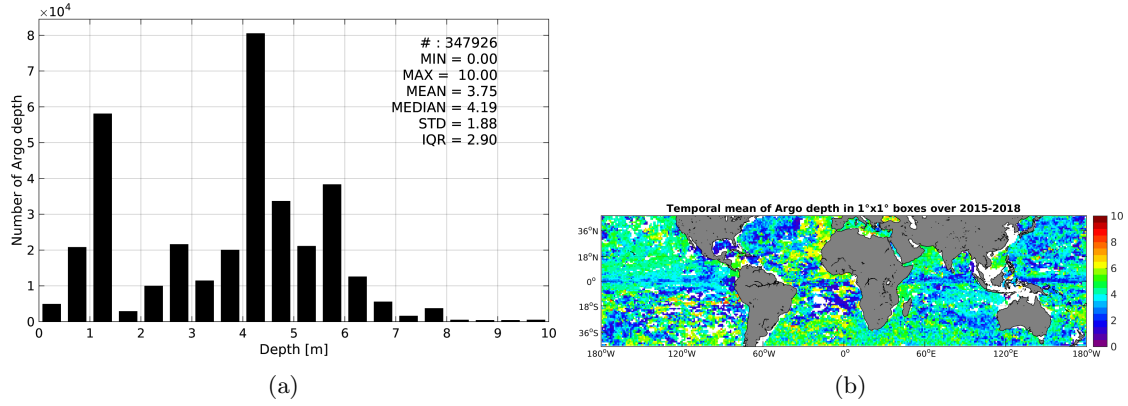 ×10⁴
8
7
6
5
4
3
2
1
0
Number of Argo depth
# : 347926
MIN = 0.00
MAX = 10.00
MEAN = 3.75
MEDIAN = 4.19
STD = 1.88
IQR = 2.90
0 1 2 3 4 5 6 7 8 9 10
Depth [m]
(a)
Temporal mean of Argo depth in 1°x1° boxes over 2015-2018
36°N
18°N
0°
18°S
36°S
180°W 120°W 60°W 0° 60°E 120°E 180°W
10
8
6
4
2
0
(b)